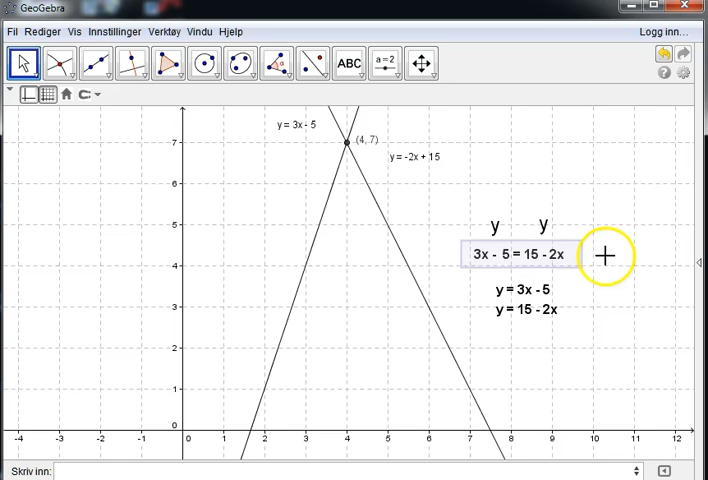 GeoGebra
Fil Rediger Vis Innstillinger Verktøy Vindu Hjelp Logg inn...
ABC a=2
y = 3x - 5
(4, 7)
y = -2x + 15
y y
3x - 5 = 15 - 2x
y = 3x - 5
y = 15 - 2x
7
6
5
4
3
2
1
0
-4 -3 -2 -1 0 1 2 3 4 5 6 7 8 9 10 11 12
Skriv inn: